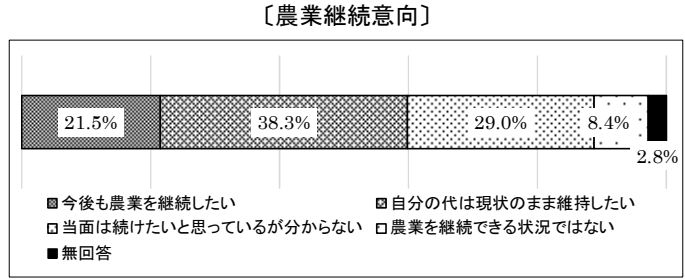 〔農業継続意向〕
21.5% 38.3% 29.0% 8.4%
2.8%
今後も農業を継続したい 自分の代は現状のまま維持したい
当面は続けたいと思っているが分からない 農業を継続できる状況ではない
無回答